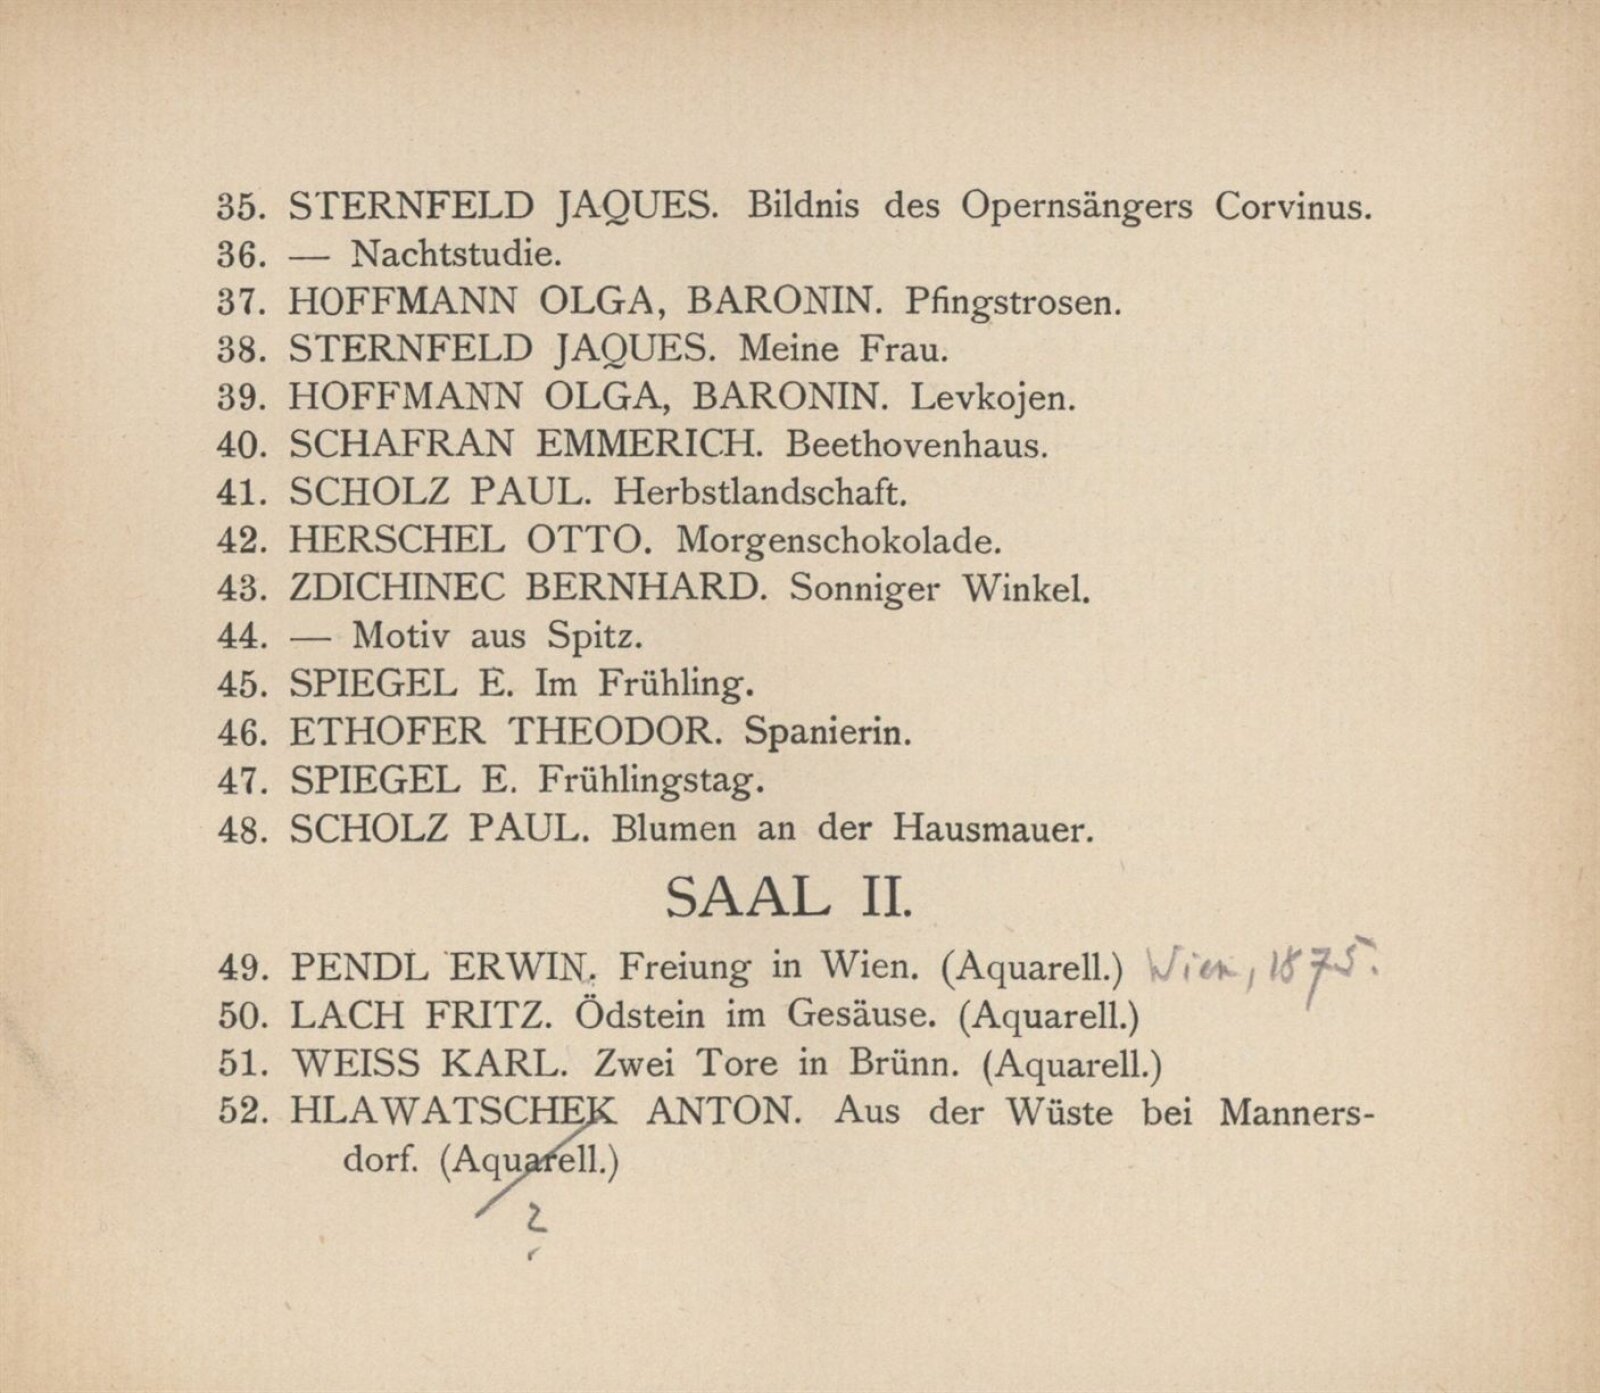 35. STERNFELD JAQUES. Bildnis des Opernsängers Corvinus.
36. — Nachtstudie.
37. HOFFMANN OLGA, BARONIN. Pfingstrosen.
38. STERNFELD JAQUES. Meine Frau.
39. HOFFMANN OLGA, BARONIN. Levkojen.
40. SCHAFRAN EMMERICH. Beethovenhaus.
41. SCHOLZ PAUL. Herbstlandschaft.
42. HERSCHEL OTTO. Morgenschokolade.
43. ZDICHINEC BERNHARD. Sonniger Winkel.
44. — Motiv aus Spitz.
45. SPIEGEL E. Im Frühling.
46. ETHOFER THEODOR. Spanierin.
47. SPIEGEL E. Frühlingstag.
48. SCHOLZ PAUL. Blumen an der Hausmauer.
SAAL II.
49. PENDL ERWIN. Freiung in Wien. (Aquarell.) Wien, 1875.
50. LACH FRITZ. Ödstein im Gesäuse. (Aquarell.)
51. WEISS KARL. Zwei Tore in Brünn. (Aquarell.)
52. HLAWATSCHEK ANTON. Aus der Wüste bei Manners-
dorf. (Aquarell.)
?